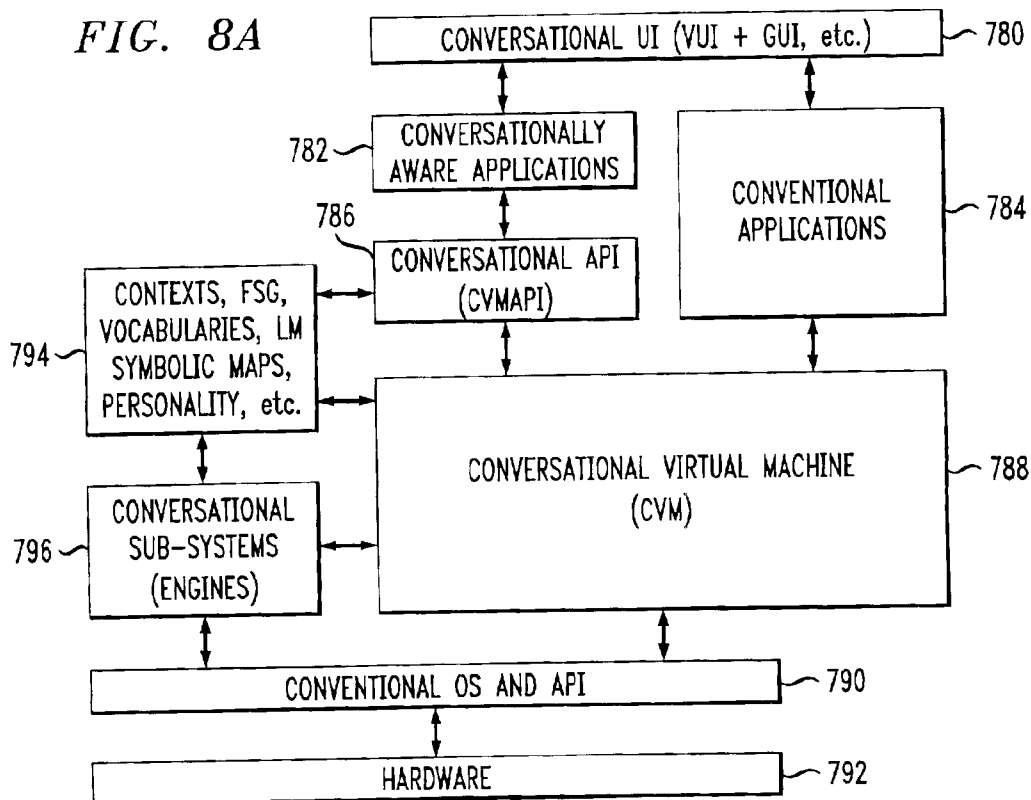 FIG. 8A
CONVERSATIONAL UI (VUI + GUI, etc.)
780
782
CONVERSATIONALLY
AWARE APPLICATIONS
CONVENTIONAL
APPLICATIONS
784
786
CONVERSATIONAL API
(CVMAPI)
794
CONTEXTS, FSG,
VOCABULARIES, LM
SYMBOLIC MAPS,
PERSONALITY, etc.
CONVERSATIONAL VIRTUAL MACHINE
(CVM)
788
796
CONVERSATIONAL
SUB-SYSTEMS
(ENGINES)
CONVENTIONAL OS AND API
790
HARDWARE
792